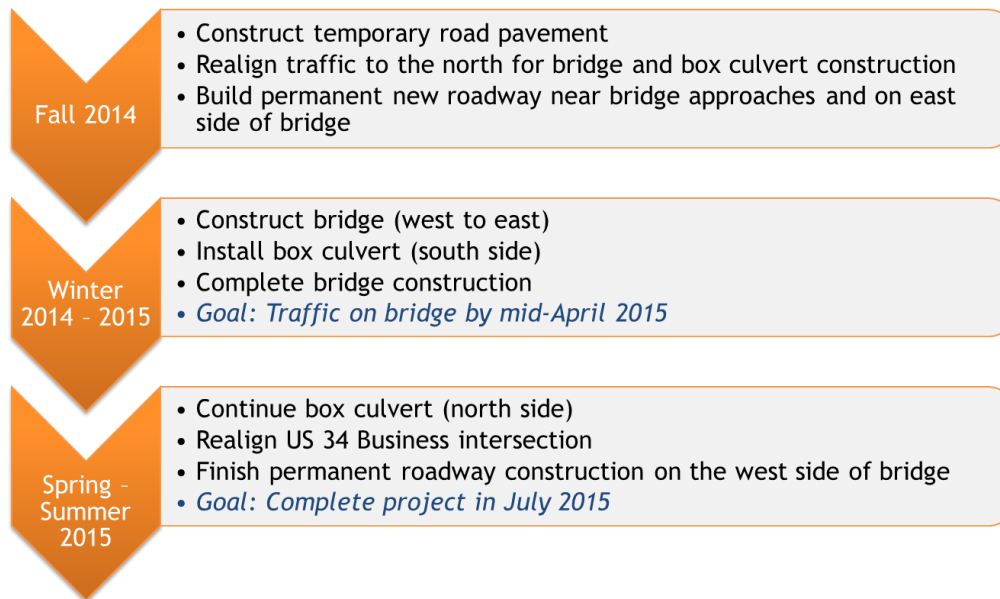 Fall 2014
• Construct temporary road pavement
• Realign traffic to the north for bridge and box culvert construction
• Build permanent new roadway near bridge approaches and on east
side of bridge
Winter
2014 – 2015
• Construct bridge (west to east)
• Install box culvert (south side)
• Complete bridge construction
• Goal: Traffic on bridge by mid-April 2015
Spring –
Summer
2015
• Continue box culvert (north side)
• Realign US 34 Business intersection
• Finish permanent roadway construction on the west side of bridge
• Goal: Complete project in July 2015